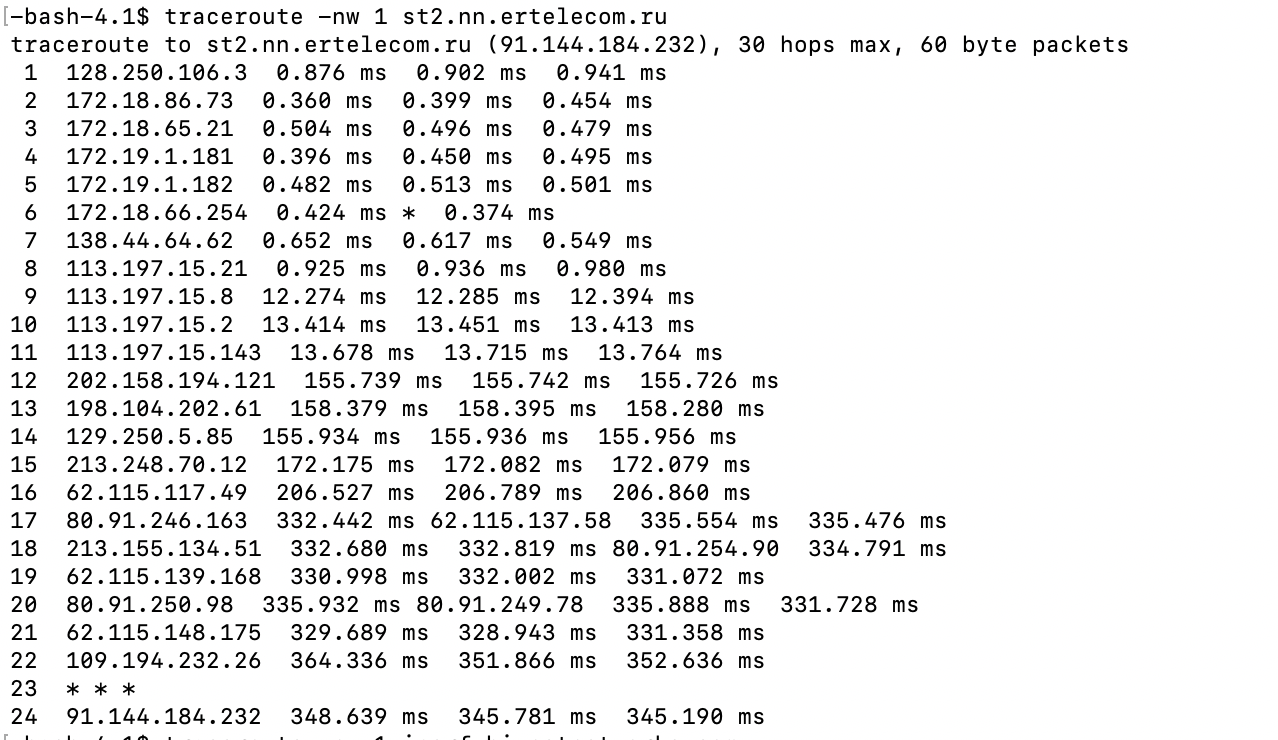 [-bash-4.1$ traceroute -nw 1 st2.nn.ertelecom.ru
traceroute to st2.nn.ertelecom.ru (91.144.184.232), 30 hops max, 60 byte packets
1 128.250.106.3 0.876 ms 0.902 ms 0.941 ms
2 172.18.86.73 0.360 ms 0.399 ms 0.454 ms
3 172.18.65.21 0.504 ms 0.496 ms 0.479 ms
4 172.19.1.181 0.396 ms 0.450 ms 0.495 ms
5 172.19.1.182 0.482 ms 0.513 ms 0.501 ms
6 172.18.66.254 0.424 ms * 0.374 ms
7 138.44.64.62 0.652 ms 0.617 ms 0.549 ms
8 113.197.15.21 0.925 ms 0.936 ms 0.980 ms
9 113.197.15.8 12.274 ms 12.285 ms 12.394 ms
10 113.197.15.2 13.414 ms 13.451 ms 13.413 ms
11 113.197.15.143 13.678 ms 13.715 ms 13.764 ms
12 202.158.194.121 155.739 ms 155.742 ms 155.726 ms
13 198.104.202.61 158.379 ms 158.395 ms 158.280 ms
14 129.250.5.85 155.934 ms 155.936 ms 155.956 ms
15 213.248.70.12 172.175 ms 172.082 ms 172.079 ms
16 62.115.117.49 206.527 ms 206.789 ms 206.860 ms
17 80.91.246.163 332.442 ms 62.115.137.58 335.554 ms 335.476 ms
18 213.155.134.51 332.680 ms 332.819 ms 80.91.254.90 334.791 ms
19 62.115.139.168 330.998 ms 332.002 ms 331.072 ms
20 80.91.250.98 335.932 ms 80.91.249.78 335.888 ms 331.728 ms
21 62.115.148.175 329.689 ms 328.943 ms 331.358 ms
22 109.194.232.26 364.336 ms 351.866 ms 352.636 ms
23 * * *
24 91.144.184.232 348.639 ms 345.781 ms 345.190 ms
[-bash-4.1$